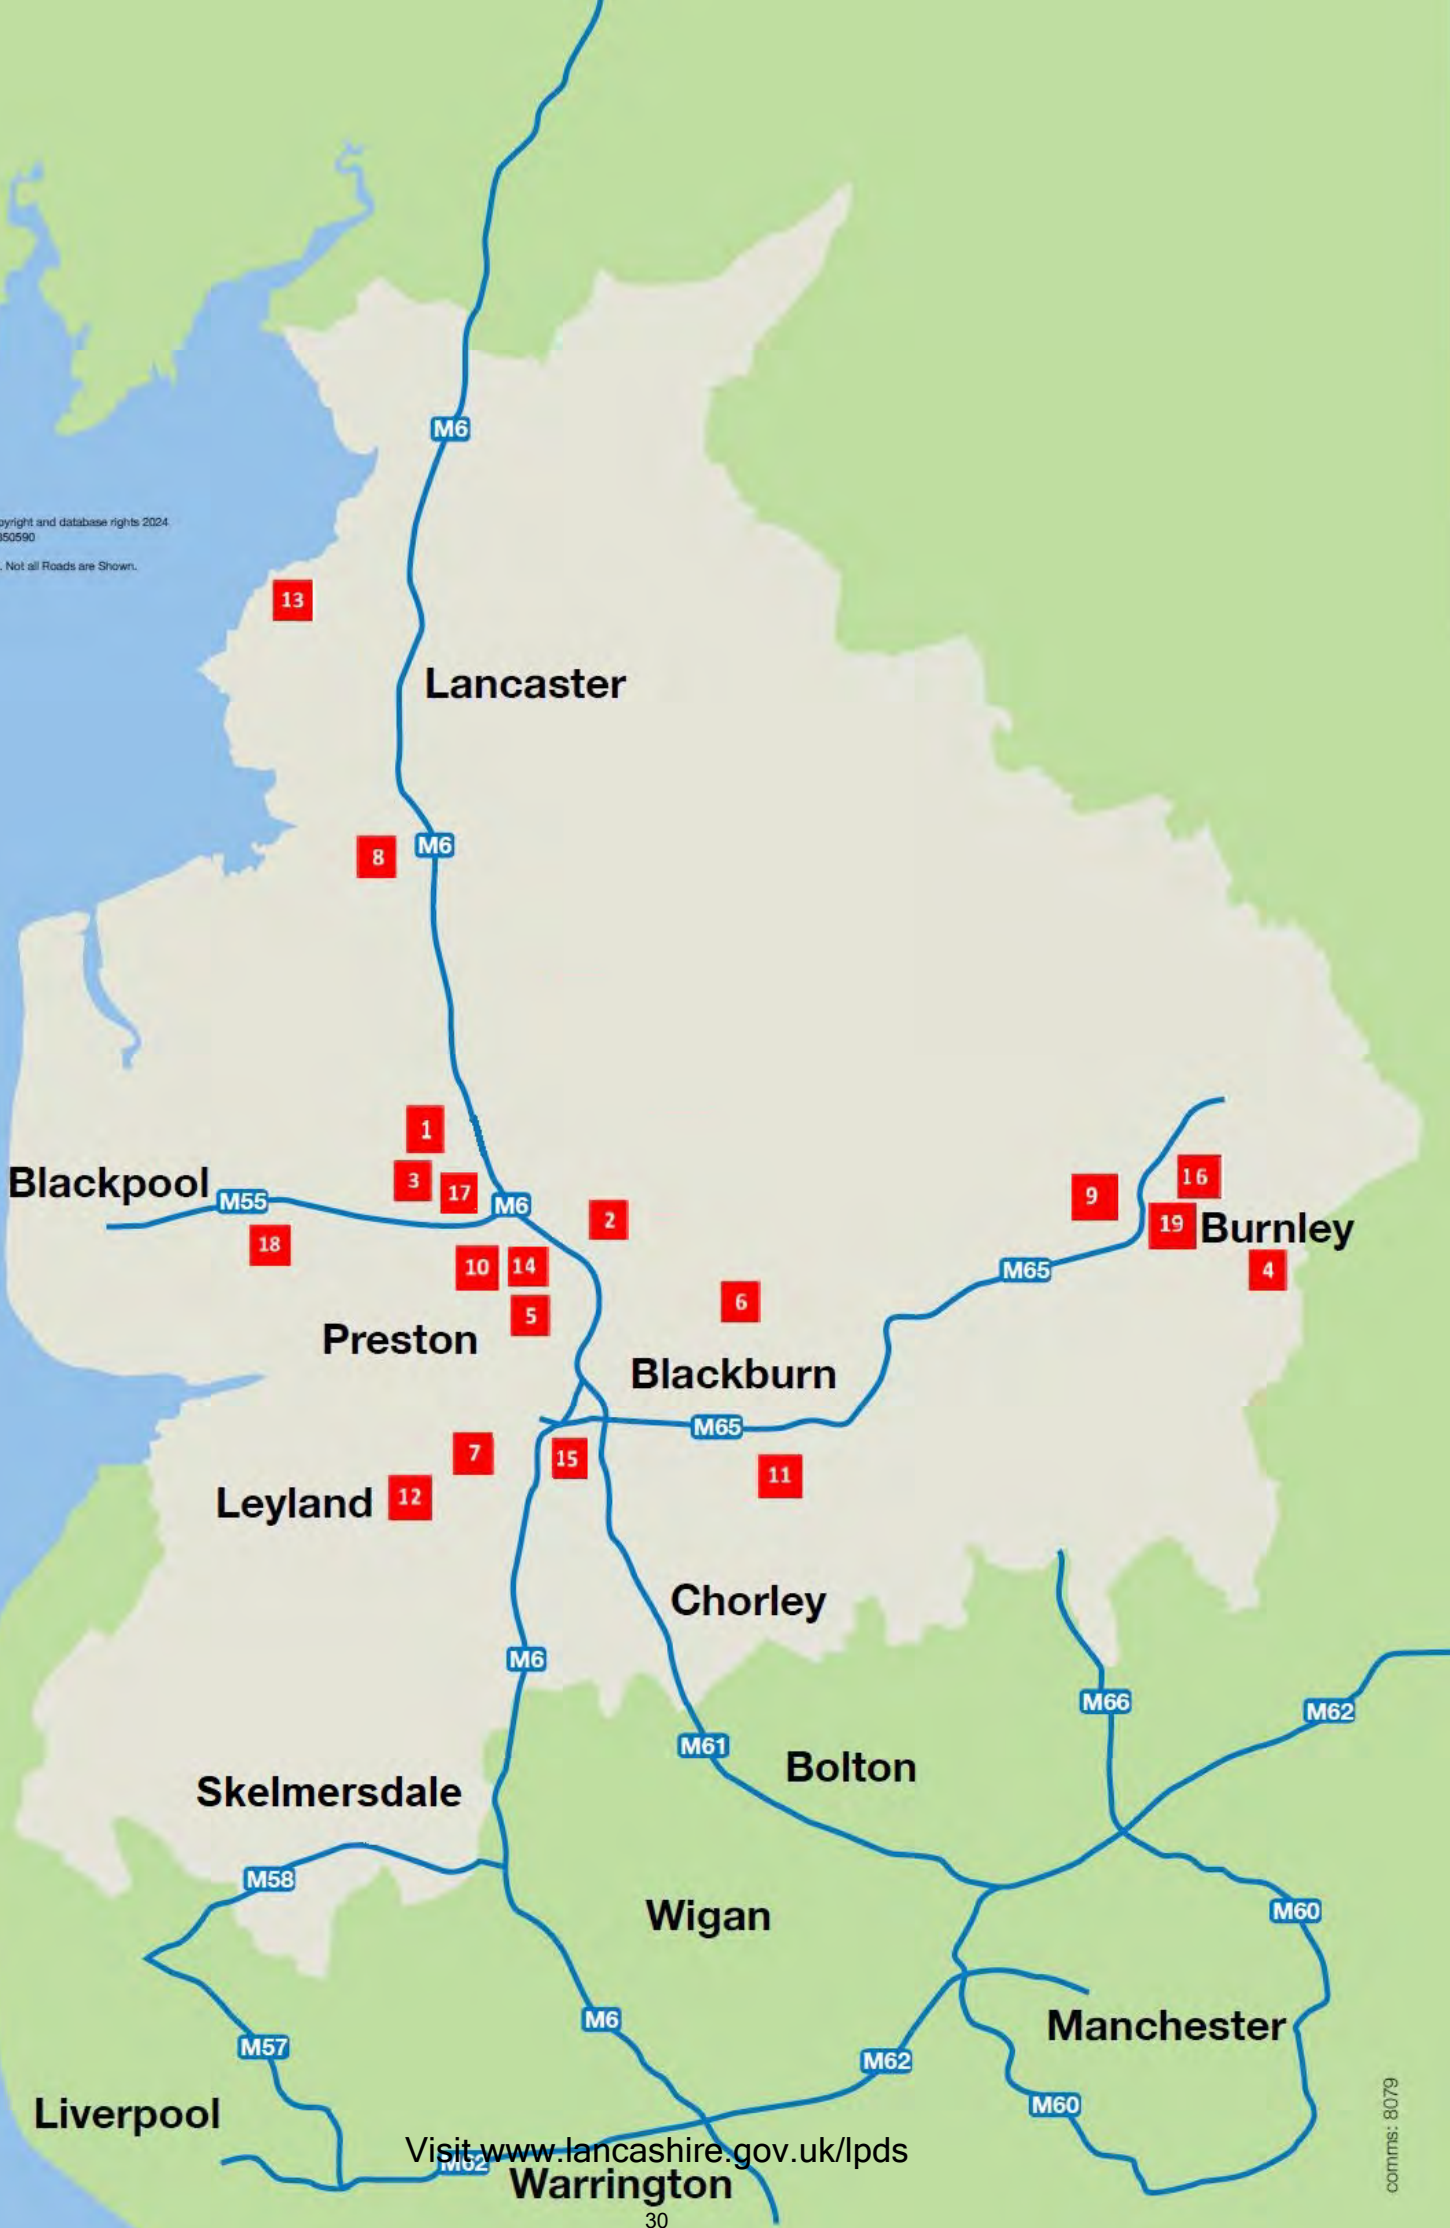 M6
pyright and database rights 2024
350590
. Not all Roads are Shown.
13
Lancaster
8
M6
1
Blackpool
M55
3
17
M6
2
9
16
19
Burnley
18
10
14
M65
4
5
6
Preston
Blackburn
M65
7
15
11
Leyland
12
Chorley
M6
M66
M62
M61
Bolton
Skelmersdale
M58
Wigan
M60
M6
Manchester
M57
M62
M60
Liverpool
comms: 8079
Visit www.lancashire.gov.uk/lpds
M62
Warrington
30